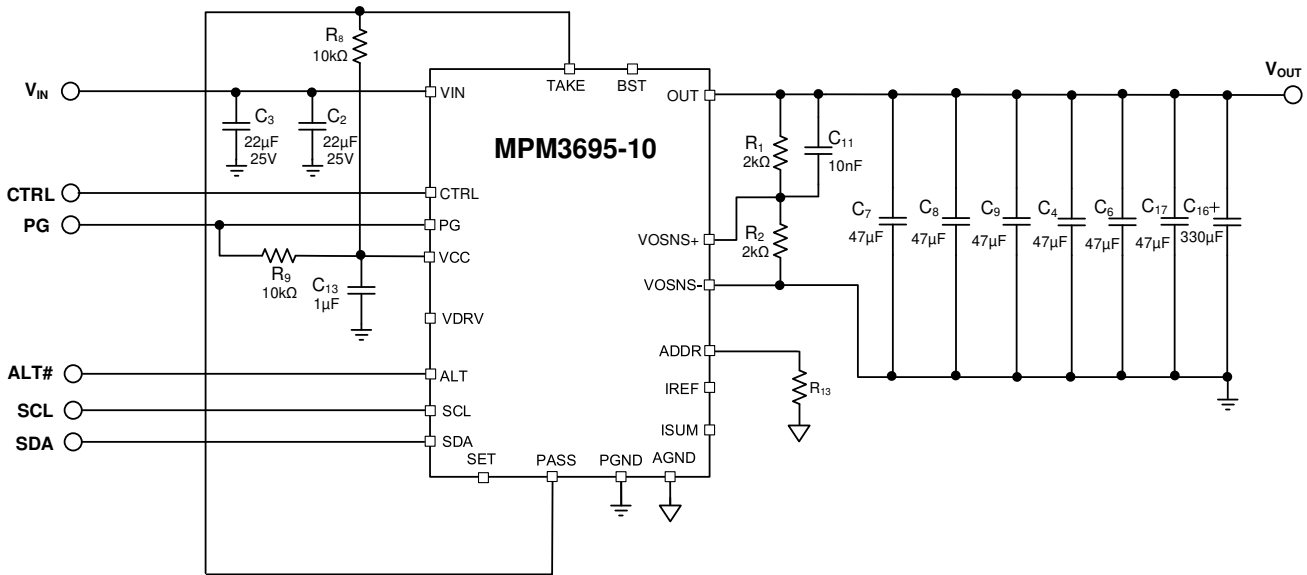 R8
10kΩ
VIN
C3
22µF
25V
C2
22µF
25V
CTRL
PG
R9
10kΩ
C13
1µF
ALT#
SCL
SDA
TAKE
BST
VIN
OUT
MPM3695-10
CTRL
PG
VCC
VDRV
ALT
SCL
SDA
VOSNS+
VOSNS-
ADDR
IREF
ISUM
SET
PASS
PGND
AGND
R1
2kΩ
C11
10nF
R2
2kΩ
R13
C7
47µF
C8
47µF
C9
47µF
C4
47µF
C6
47µF
C17
47µF
C16+
330µF
VOUT